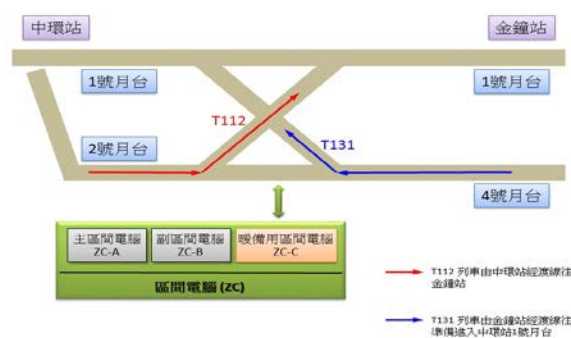 中環站
金鐘站
1號月台
1號月台
T112
T131
2號月台
4號月台
主區間電腦
ZC-A
副區間電腦
ZC-B
暖備用區間電腦
ZC-C
區間電腦(ZC)
T112 列車由中環站經渡線往
金鐘站
T131 列車由金鐘站經渡線往
準備進入中環站1號月台